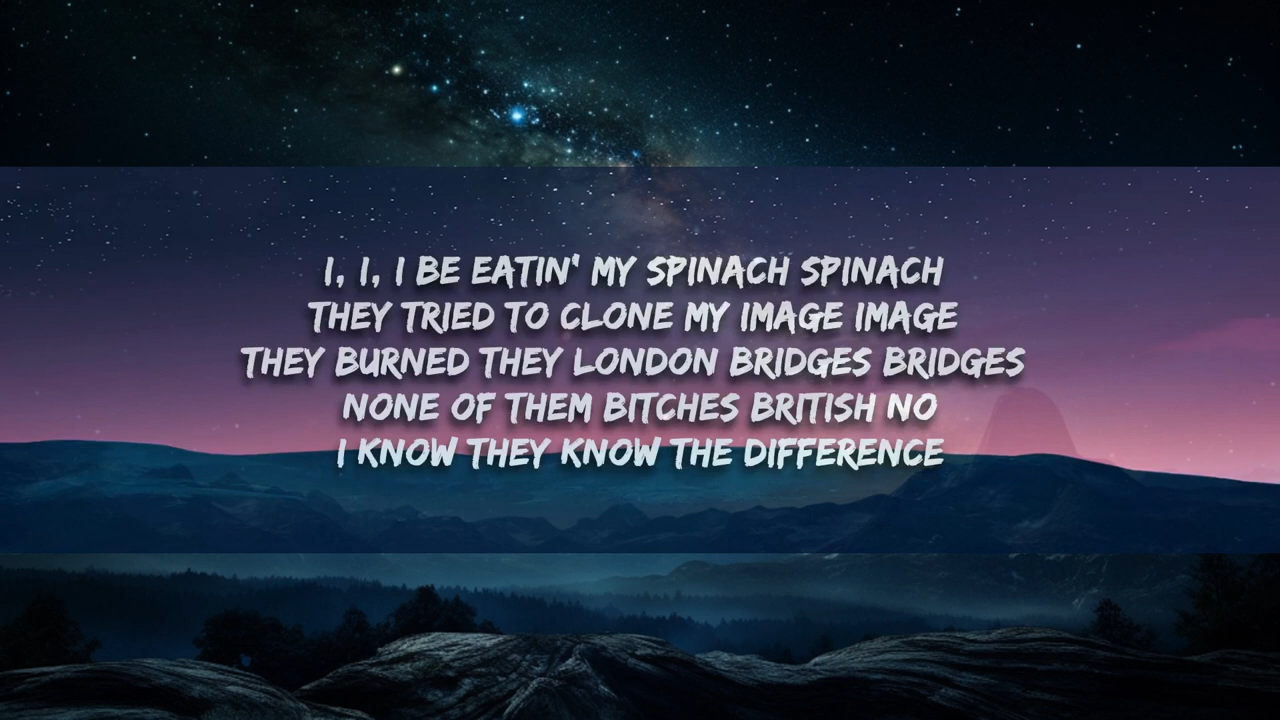 I, I, I BE EATIN' MY SPINACH SPINACH
THEY TRIED TO CLONE MY IMAGE IMAGE
THEY BURNED THEY LONDON BRIDGES BRIDGES
NONE OF THEM BITCHES BRITISH NO
I KNOW THEY KNOW THE DIFFERENCE